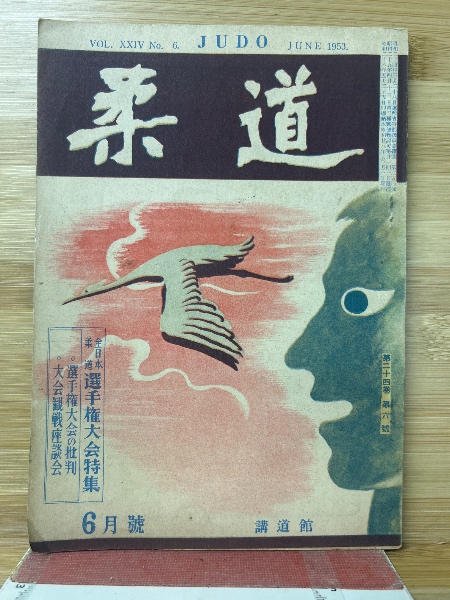 VOL. XXIV No. 6. JUDO JUNE 1953.
柔道
第二十四巻 第六號
全日本柔道 選手権大会特集
。選手権大会の批判
。大会観戦座談会
6月號
講道館